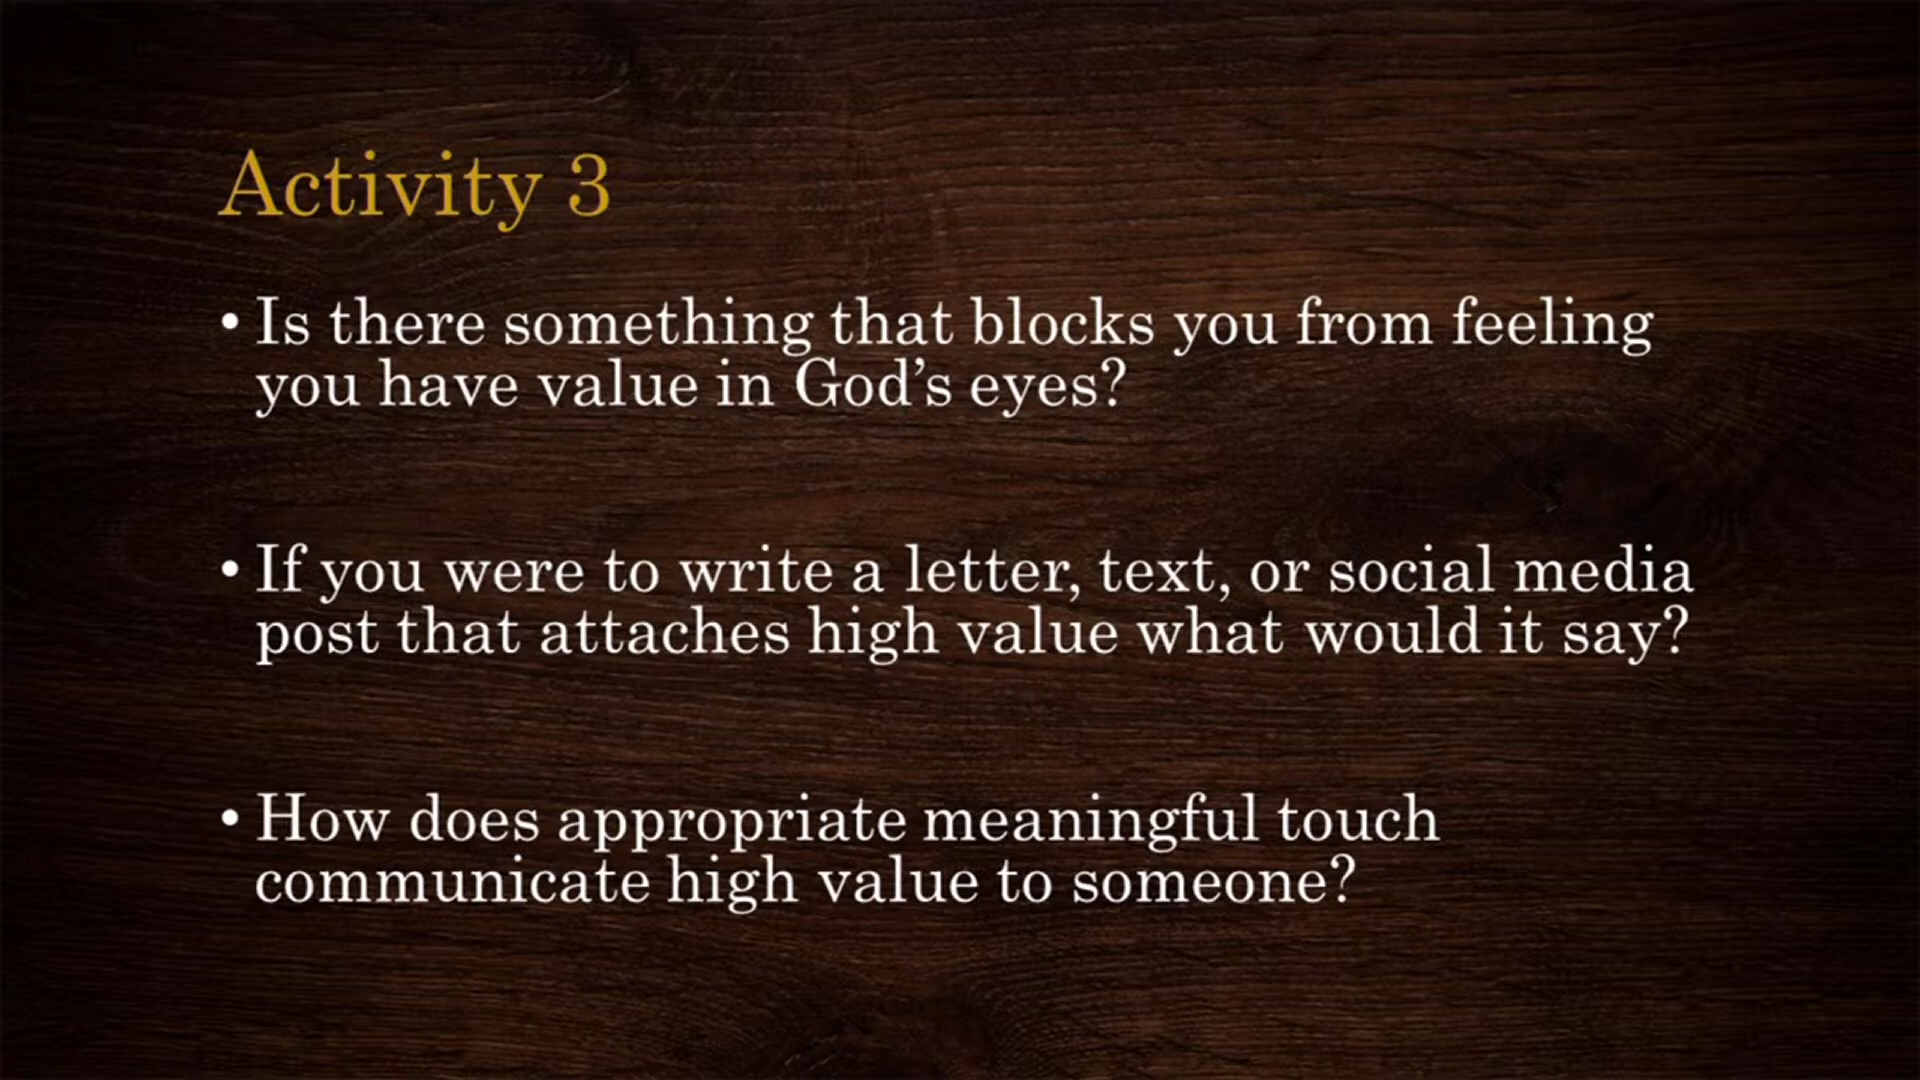 Activity 3
• Is there something that blocks you from feeling
you have value in God’s eyes?
• If you were to write a letter, text, or social media
post that attaches high value what would it say?
• How does appropriate meaningful touch
communicate high value to someone?